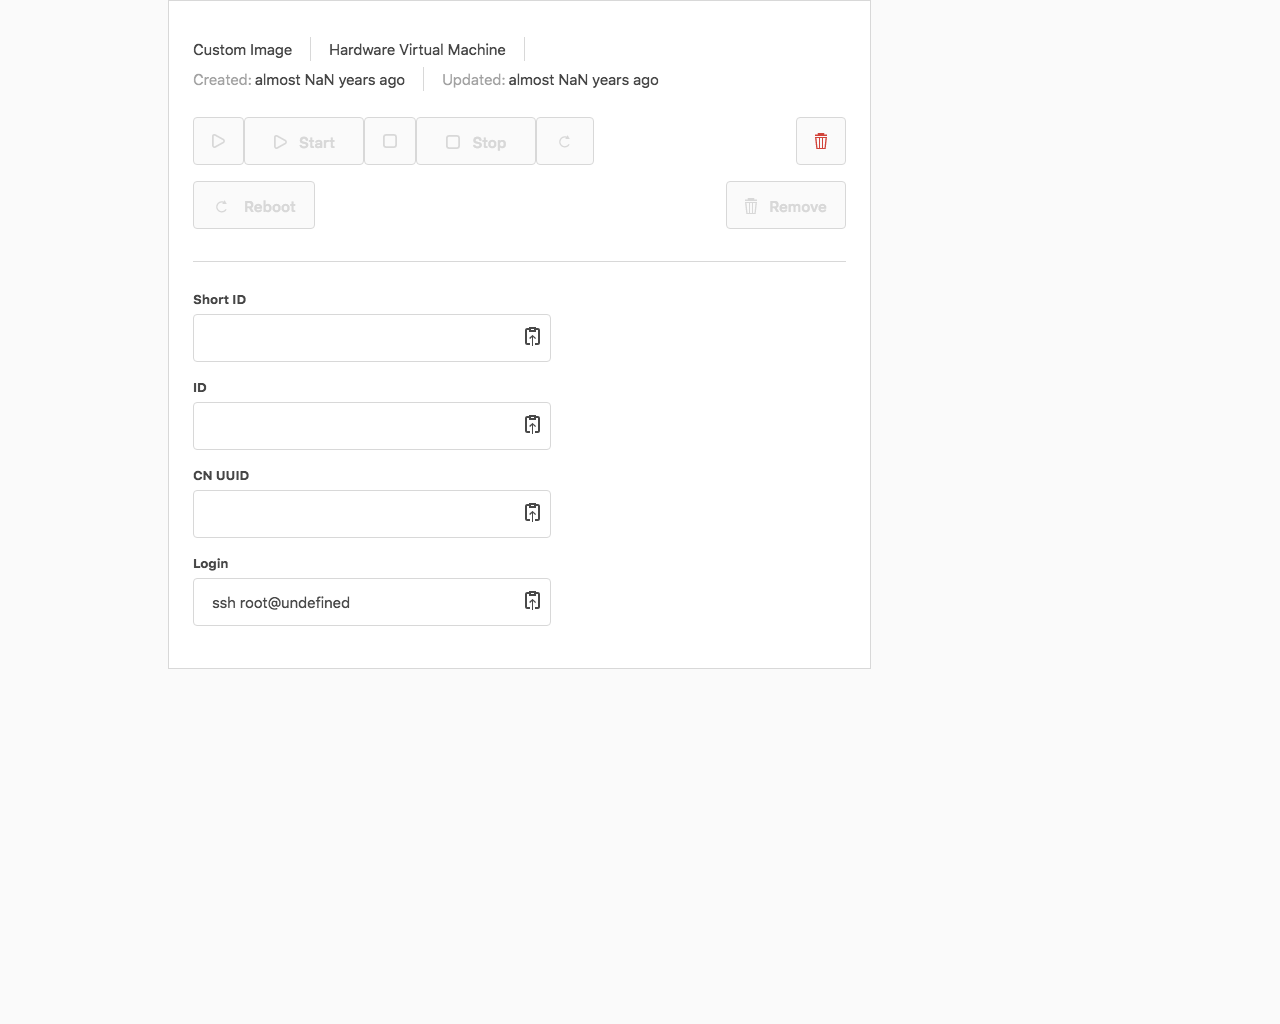 Custom Image Hardware Virtual Machine
Created: almost NaN years ago Updated: almost NaN years ago
Start Stop
Reboot Remove
Short ID
ID
CN UUID
Login
ssh root@undefined